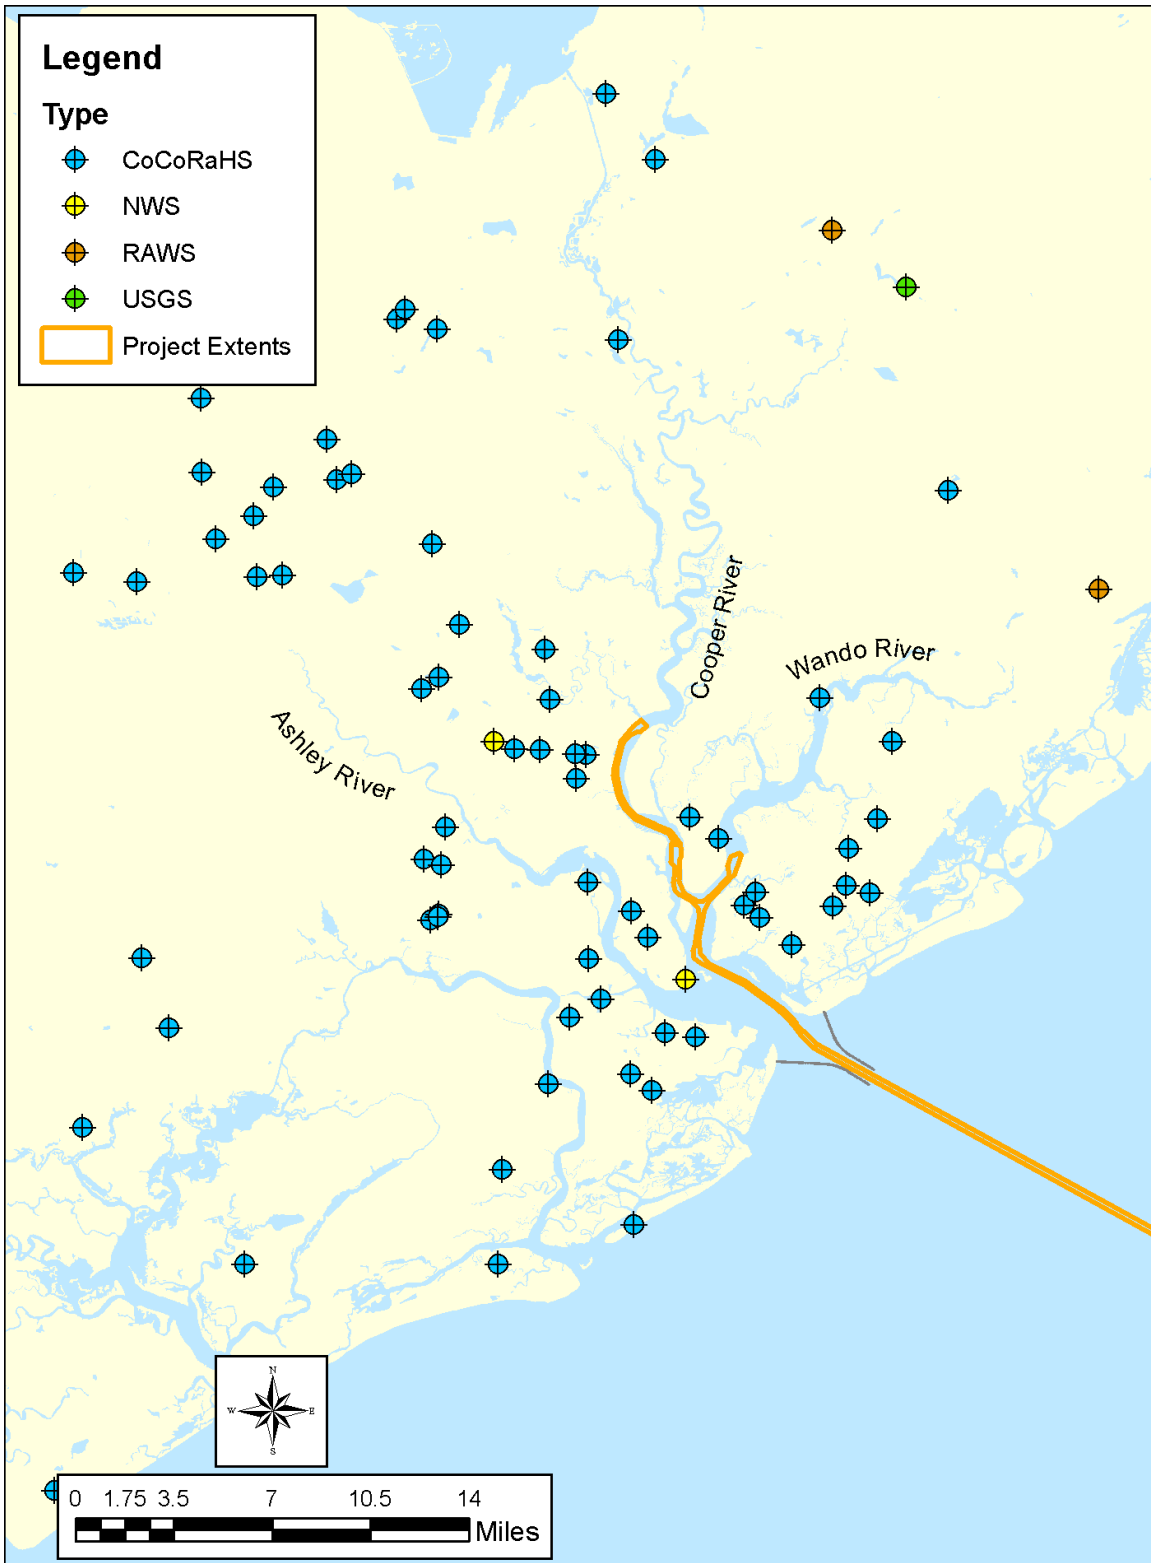 Legend
Type
CoCoRaHS
NWS
RAWS
USGS
Project Extents
Cooper River
Wando River
Ashley River
N
W E
S
0 1.75 3.5 7 10.5 14
Miles